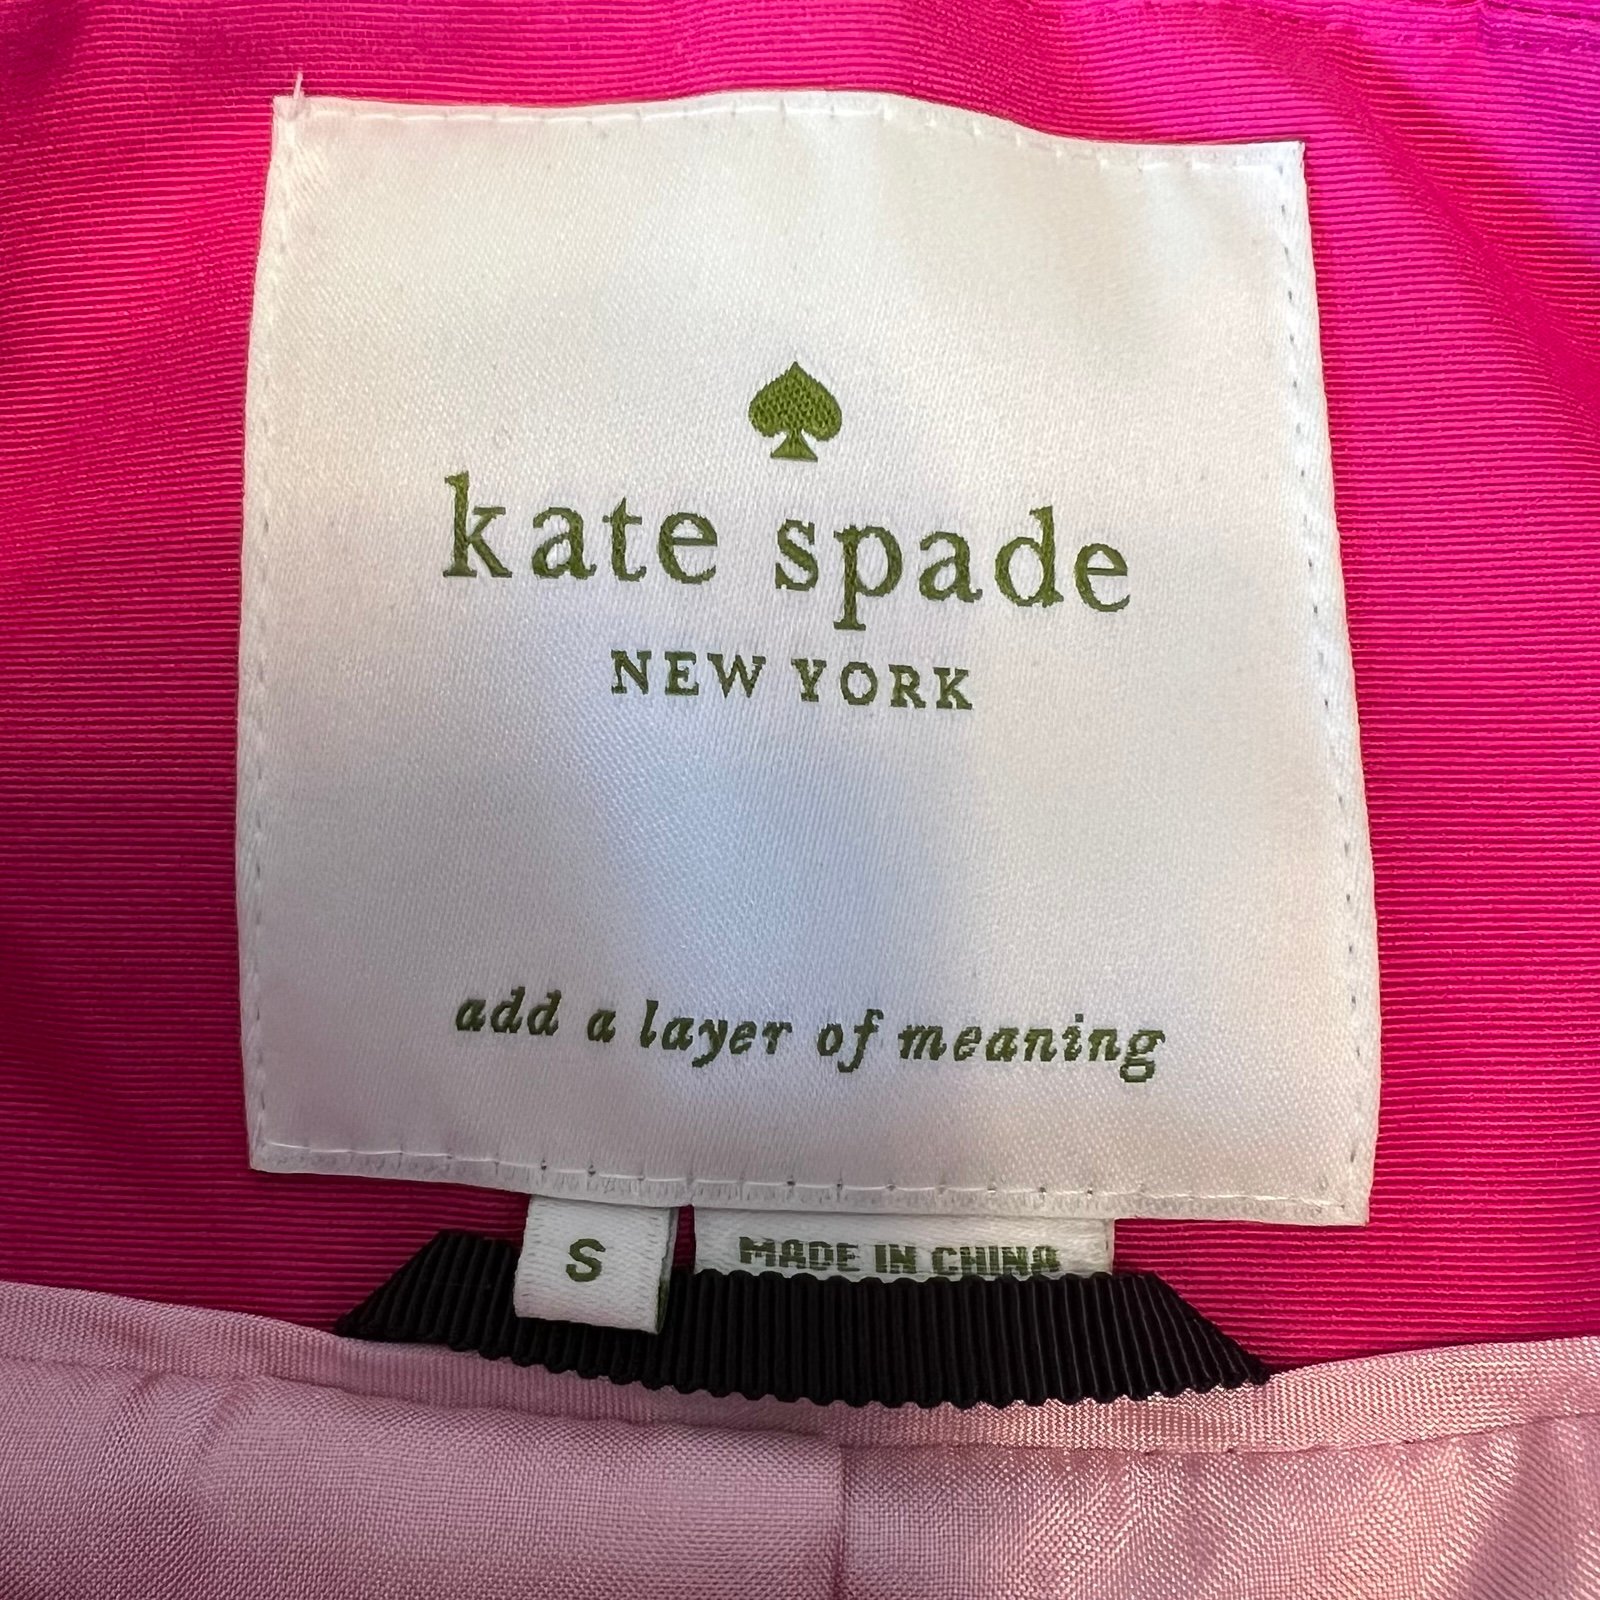 kate spade
NEW YORK
add a layer of meaning
S
MADE IN CHINA